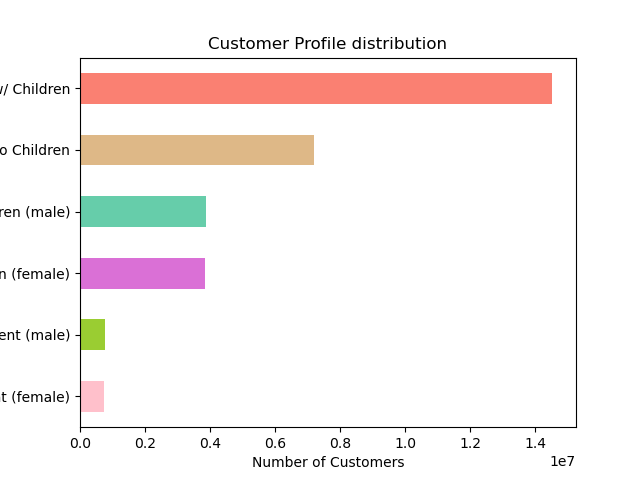 Customer Profile distribution
w/ Children
o Children
ren (male)
n (female)
ent (male)
t (female)
0.0 0.2 0.4 0.6 0.8 1.0 1.2 1.4
1e7
Number of Customers